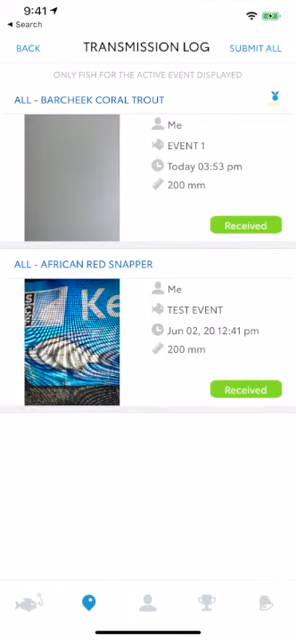 9:41
Search
BACK
TRANSMISSION LOG
SUBMIT ALL
ONLY FISH FOR THE ACTIVE EVENT DISPLAYED
ALL - BARCHEEK CORAL TROUT
Me
EVENT 1
Today 03:53 pm
200 mm
Received
ALL - AFRICAN RED SNAPPER
Me
TEST EVENT
Jun 02, 20 12:41 pm
200 mm
Received
Ke